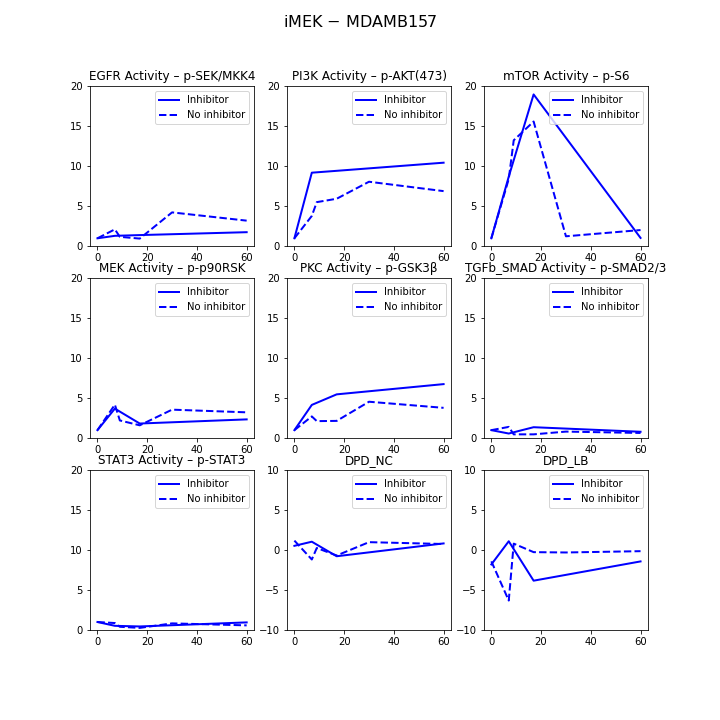 iMEK − MDAMB157
EGFR Activity – p-SEK/MKK4
20
15
10
5
0
0
20
40
60
Inhibitor
No inhibitor
PI3K Activity – p-AKT(473)
20
15
10
5
0
0
20
40
60
Inhibitor
No inhibitor
mTOR Activity – p-S6
20
15
10
5
0
0
20
40
60
Inhibitor
No inhibitor
MEK Activity – p-p90RSK
20
15
10
5
0
0
20
40
60
Inhibitor
No inhibitor
PKC Activity – p-GSK3β
20
15
10
5
0
0
20
40
60
Inhibitor
No inhibitor
TGFb_SMAD Activity – p-SMAD2/3
20
15
10
5
0
0
20
40
60
Inhibitor
No inhibitor
STAT3 Activity – p-STAT3
20
15
10
5
0
0
20
40
60
Inhibitor
No inhibitor
DPD_NC
10
5
0
−5
−10
0
20
40
60
Inhibitor
No inhibitor
DPD_LB
10
5
0
−5
−10
0
20
40
60
Inhibitor
No inhibitor